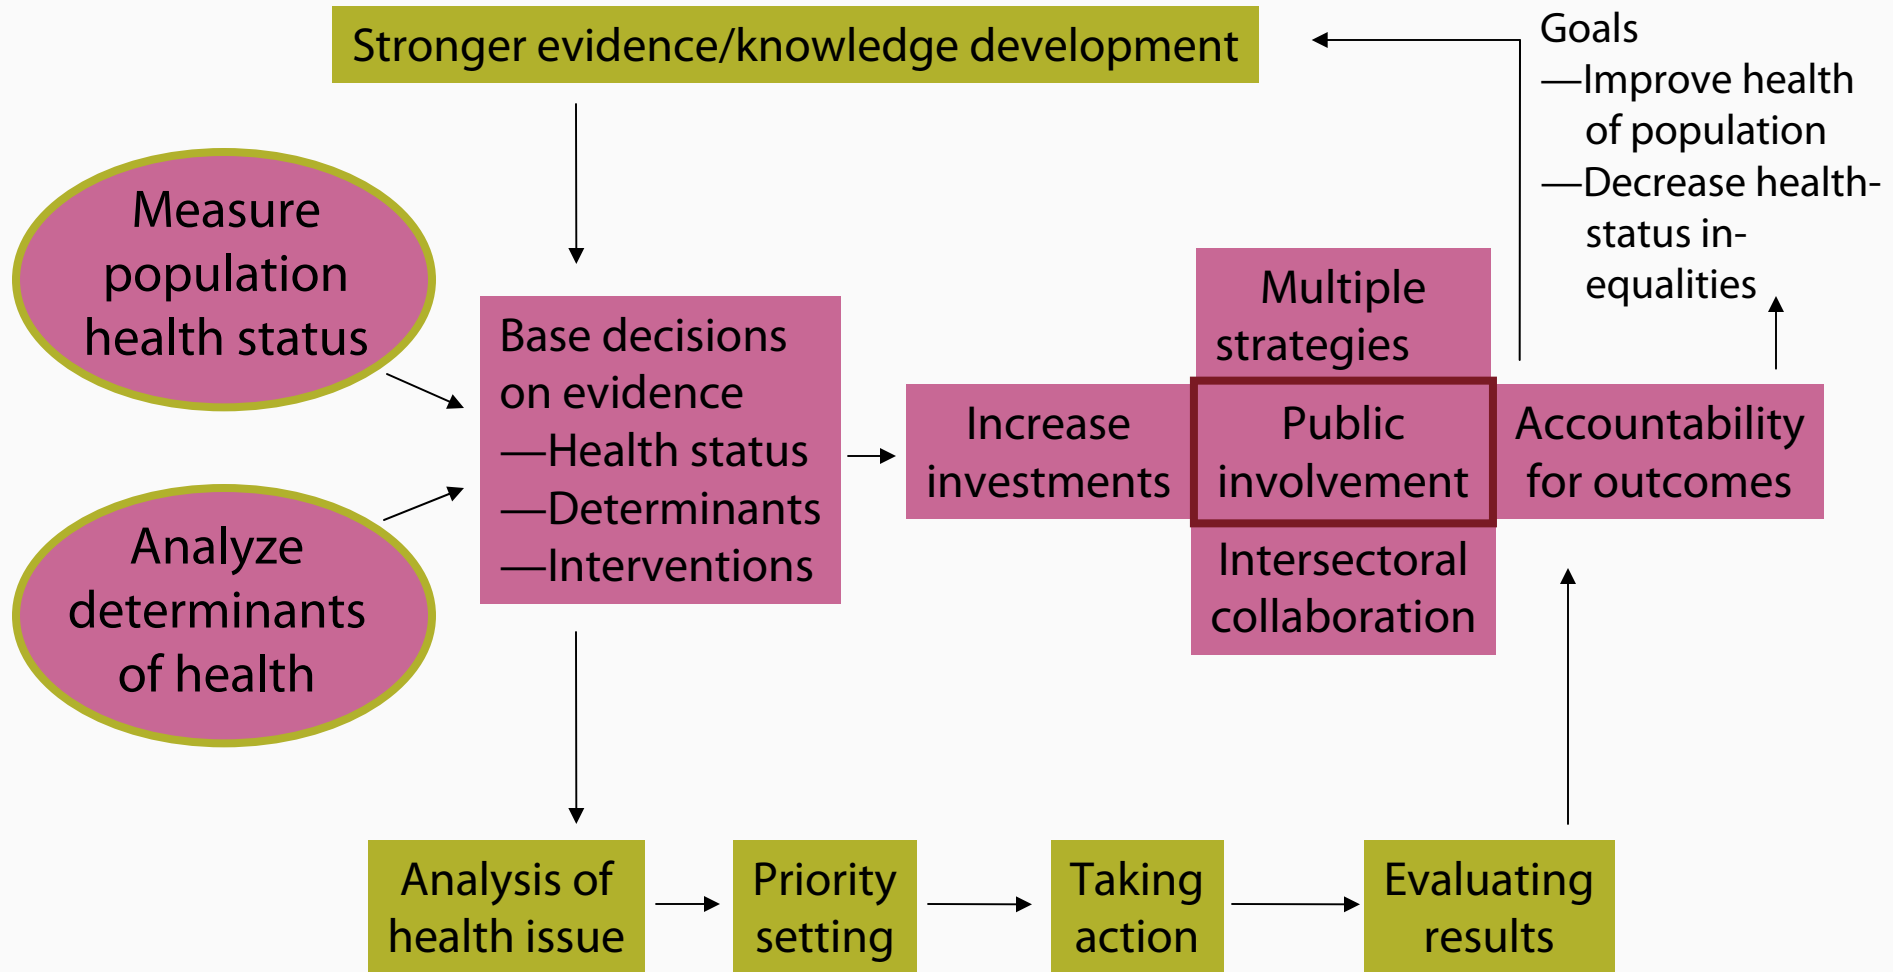 Stronger evidence/knowledge development
Goals
—Improve health
of population
—Decrease health-
status in-
equalities
Measure
population
health status
Analyze
determinants
of health
Base decisions
on evidence
—Health status
—Determinants
—Interventions
Multiple
strategies
Increase
investments
Public
involvement
Accountability
for outcomes
Intersectoral
collaboration
Analysis of
health issue
Priority
setting
Taking
action
Evaluating
results